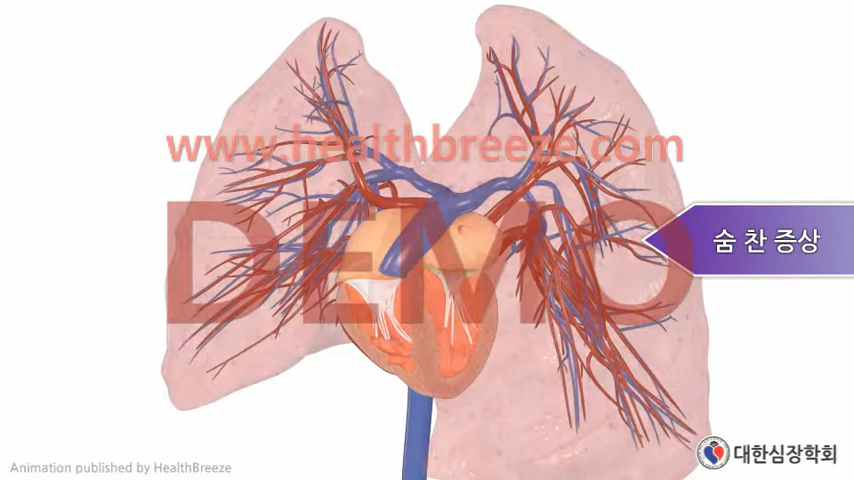 www.healthbreeze.com
DEMO
숨 찬 증상
Animation published by HealthBreeze
대한심장학회